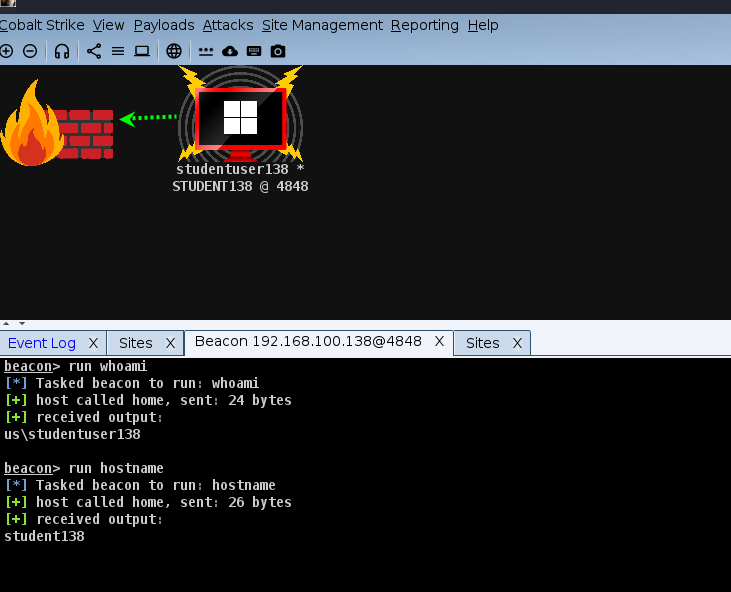 Cobalt Strike View Payloads Attacks Site Management Reporting Help
studentuser138 *
STUDENT138 @ 4848
Event Log X Sites X Beacon 192.168.100.138@4848 X Sites X
beacon> run whoami
[*] Tasked beacon to run: whoami
[+] host called home, sent: 24 bytes
[+] received output:
us\studentuser138
beacon> run hostname
[*] Tasked beacon to run: hostname
[+] host called home, sent: 26 bytes
[+] received output:
student138